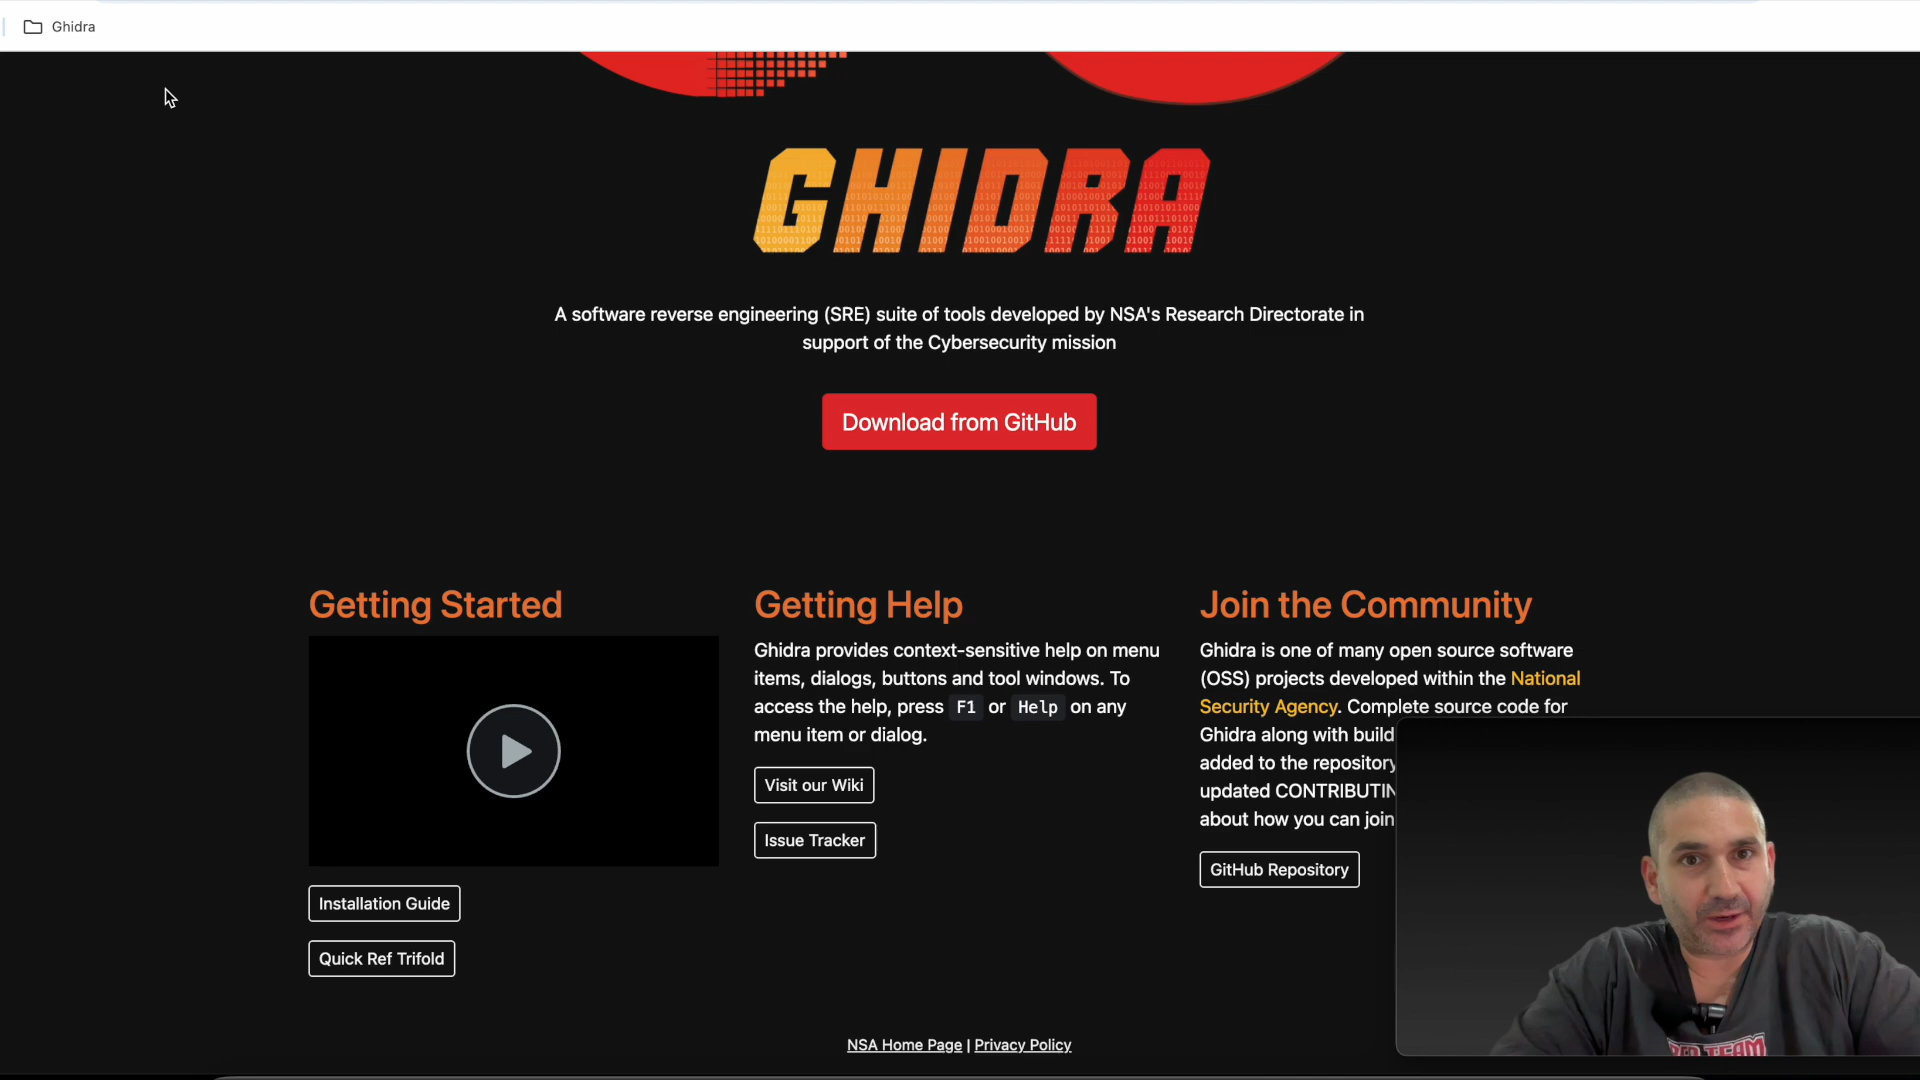 Ghidra
GHIDRA
A software reverse engineering (SRE) suite of tools developed by NSA's Research Directorate in
support of the Cybersecurity mission
Download from GitHub
Getting Started
Installation Guide
Quick Ref Trifold
Getting Help
Ghidra provides context-sensitive help on menu
items, dialogs, buttons and tool windows. To
access the help, press F1 or Help on any
menu item or dialog.
Visit our Wiki
Issue Tracker
Join the Community
Ghidra is one of many open source software
(OSS) projects developed within the National
Security Agency. Complete source code for
Ghidra along with build
added to the repository
updated CONTRIBUTIN
about how you can join
GitHub Repository
NSA Home Page | Privacy Policy
TEAM